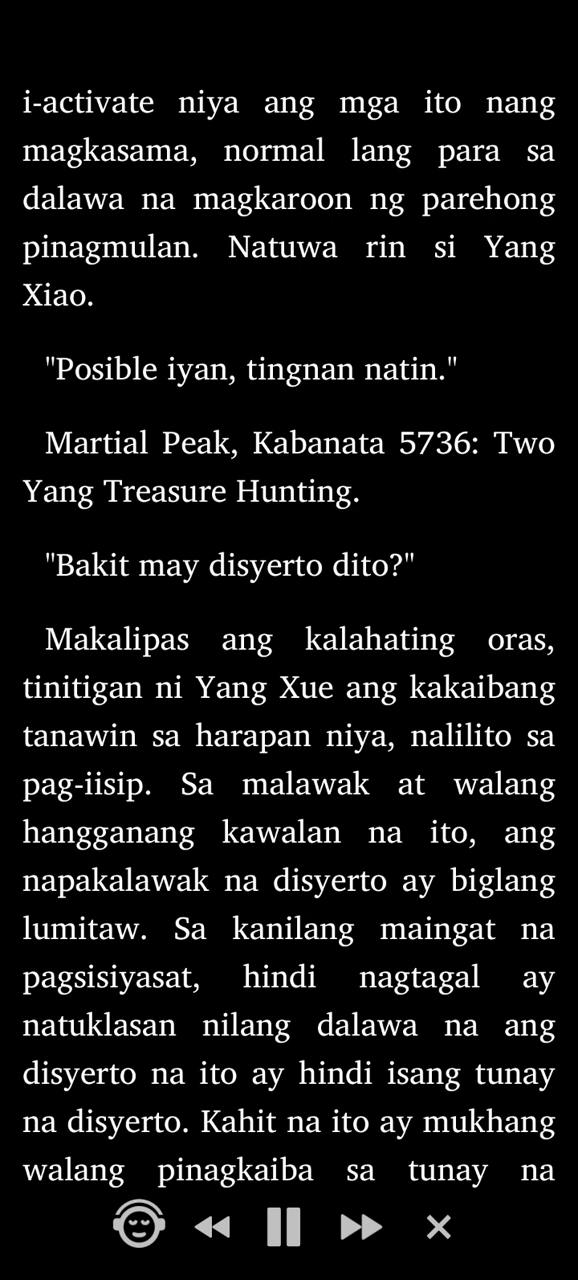 i-activate niya ang mga ito nang
magkasama, normal lang para sa
dalawa na magkaroon ng parehong
pinagmulan. Natuwa rin si Yang
Xiao.
"Posible iyan, tingnan natin."
Martial Peak, Kabanata 5736: Two
Yang Treasure Hunting.
"Bakit may disyerto dito?"
Makalipas ang kalahating oras,
tinitigan ni Yang Xue ang kakaibang
tanawin sa harapan niya, nalilito sa
pag-iisip. Sa malawak at walang
hangganang kawalan na ito, ang
napakalawak na disyerto ay biglang
lumitaw. Sa kanilang maingat na
pagsisiyasat, hindi nagtagal ay
natuklasan nilang dalawa na ang
disyerto na ito ay hindi isang tunay
na disyerto. Kahit na ito ay mukhang
walang pinagkaiba sa tunay na